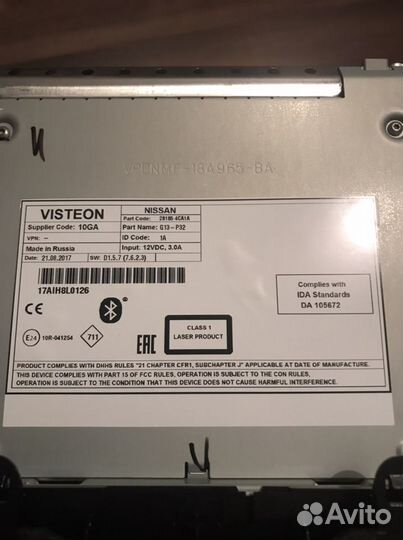 VPBNMF-18A965-BA
VISTEON
Supplier Code: 10GA
VPN: –
Made in Russia
Date: 21.08.2017
SW: D1.5.7 (7.6.2.3)
NISSAN
Part Code: 28185 4CA1A
Part Name: G13-P32
ID Code: 1A
Input: 12VDC, 3.0A
17AIH8L0126
CE
E24 10R-041254
711
EAC
CLASS 1
LASER PRODUCT
Complies with
IDA Standards
DA 105672
PRODUCT COMPLIES WITH DHHS RULES "21 CHAPTER CFR1, SUBCHAPTER J" APPLICABLE AT DATE OF MANUFACTURE.
THIS DEVICE COMPLIES WITH PART 15 OF FCC RULES, OPERATION IS SUBJECT TO THE CON RULES,
OPERATION IS SUBJECT TO THE CONDITION THAT THIS DEVICE DOES NOT CAUSE HARMFUL INTERFERENCE.
Avito